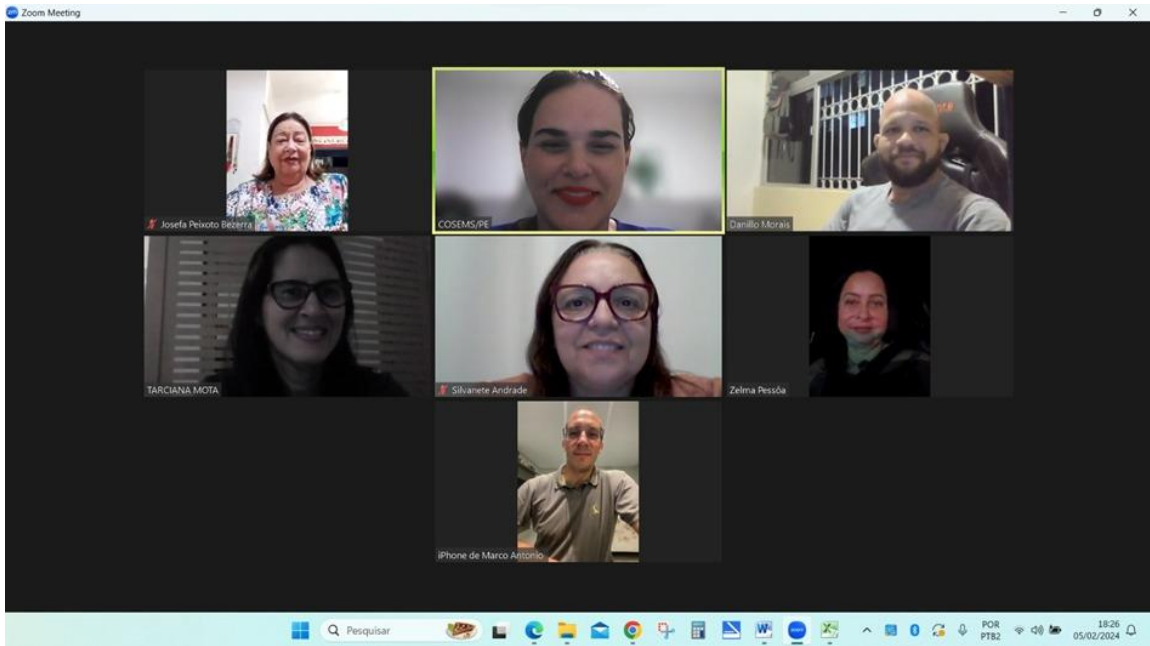 Zoom Meeting
Josefa Peixoto Bezerra
COSEMS/PE
Danillo Morais
TARCIANA MOTA
Silvanete Andrade
Zelma Pessôa
iPhone de Marco Antonio
Pesquisar
POR
PTB2
18:26
05/02/2024